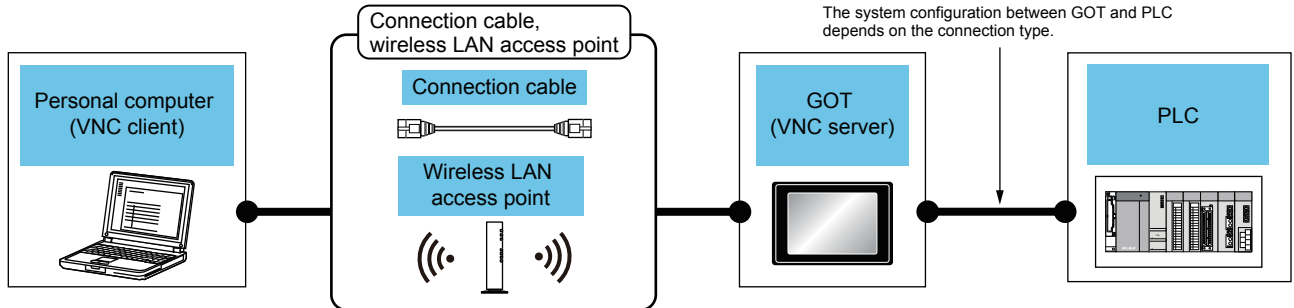 Connection cable,
wireless LAN access point
The system configuration between GOT and PLC
depends on the connection type.
Personal computer
(VNC client)
Connection cable
Wireless LAN
access point
GOT
(VNC server)
PLC